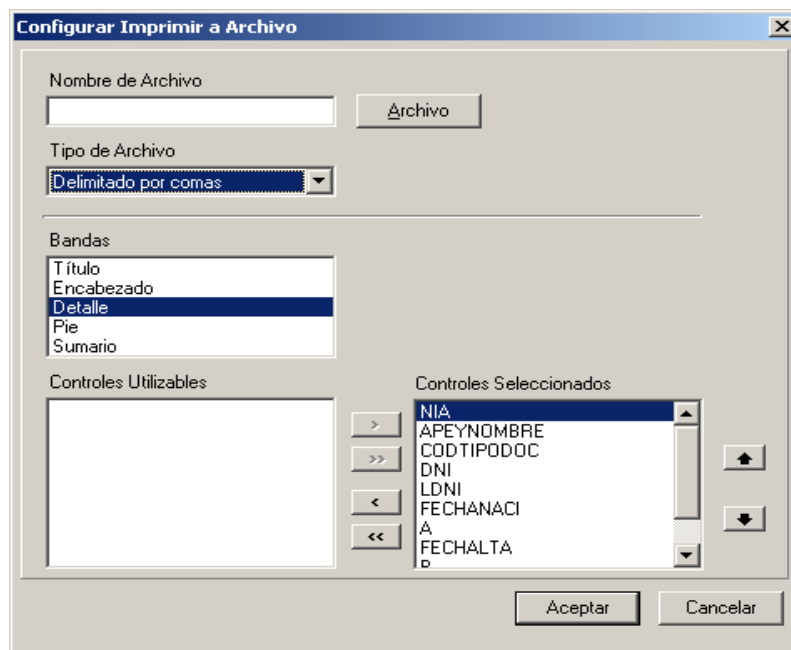 Configurar Imprimir a Archivo
Nombre de Archivo
Archivo
Tipo de Archivo
Delimitado por comas
Bandas
Título
Encabezado
Detalle
Pie
Sumario
Controles Utilizables
Controles Seleccionados
NIA
APEYNOMBRE
CODTIPODOC
DNI
LDNI
FECHANACI
A
FECHALTA
>
>>
<
<<
Aceptar
Cancelar